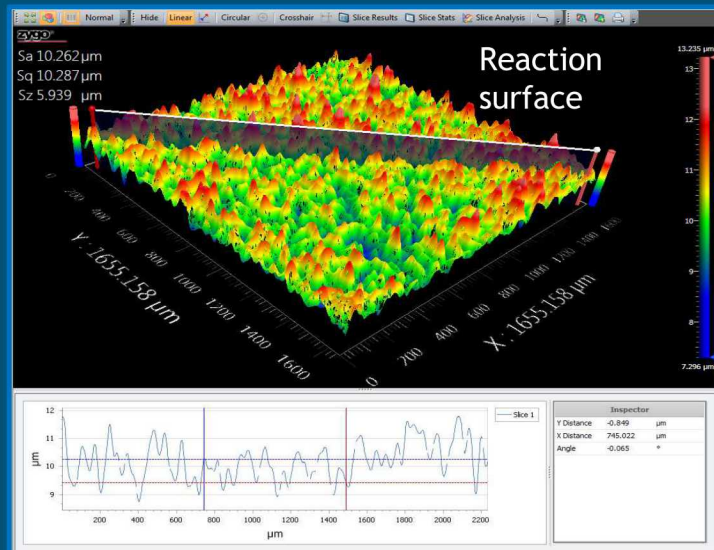 Normal Hide Linear Circular Crosshair Slice Results Slice Stats Slice Analysis
zygo
Sa 10.262 µm
Sq 10.287 µm
Sz 5.939 µm
Reaction
surface
13.235 µm
13
12
11
10
9
8
7.296 µm
0 200 400 600 800 1000 1200 1400 1600
Y : 1655.158 µm
0 200 400 600 800 1000 1200 1400
X : 1655.158 µm
12
11
10
9
µm
200 400 600 800 1000 1200 1400 1600 1800 2000 2200
µm
Slice 1
Inspector
Y Distance -0.849 µm
X Distance 745.022 µm
Angle -0.065 °